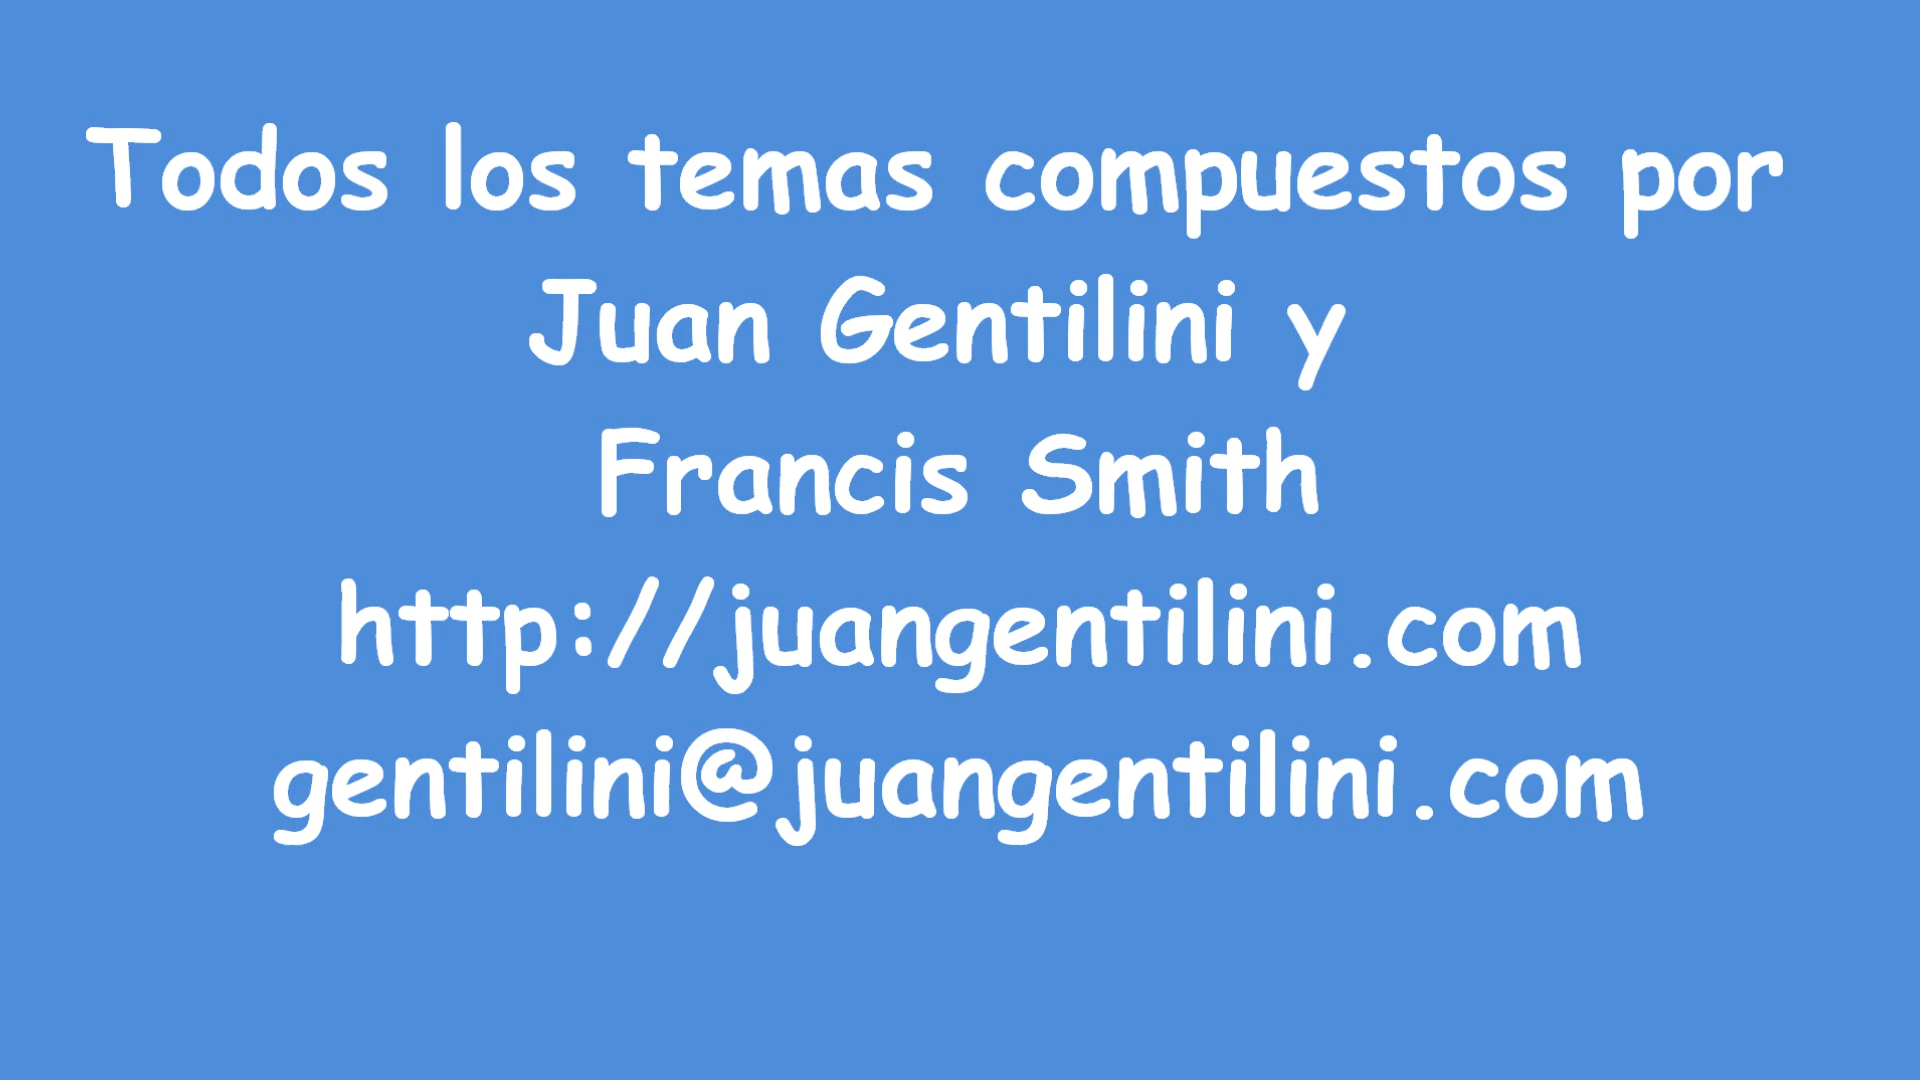 Todos los temas compuestos por
Juan Gentilini y
Francis Smith
http://juangentilini.com
gentilini@juangentilini.com